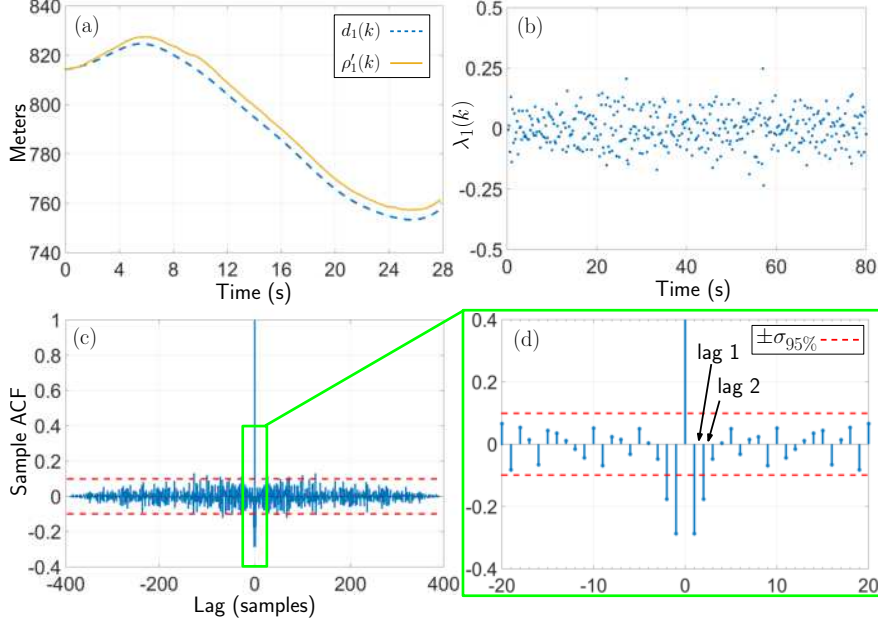 (a)
d₁(k)
ρ′₁(k)
840
820
800
780
760
740
Meters
0 4 8 12 16 20 24 28
Time (s)
(b)
0.5
0.25
0
-0.25
-0.5
λ₁(k)
0 20 40 60 80
Time (s)
(c)
1
0.8
0.6
0.4
0.2
0
-0.2
-0.4
Sample ACF
-400 -200 0 200 400
Lag (samples)
(d)
±σ95%
lag 1
lag 2
0.4
0.2
0
-0.2
-0.4
-20 -10 0 10 20